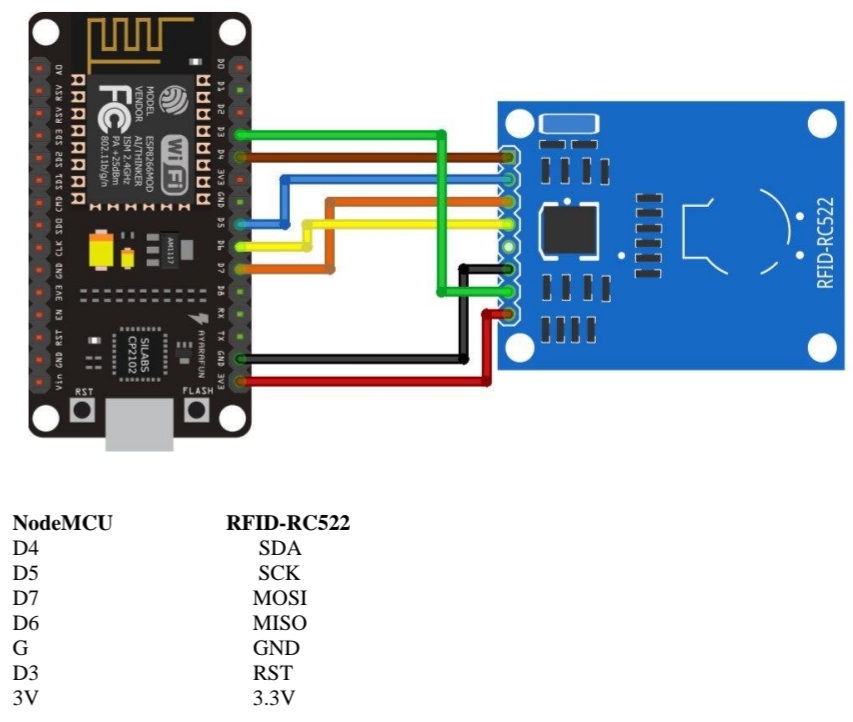 A0
RSV
RSV
SD3
SD2
SD1
CMD
SD0
CLK
GND
3V3
EN
RST
GND
Vin
MODEL
VENDOR
ESP8266MOD
AI/THINKER
ISM 2.4GHz
PA +25dBm
802.11b/g/n
FC
Wi Fi
AM1117
SILABS
CP2102
AYARAFUN
RST
FLASH
D0
D1
D2
D3
D4
3V3
GND
D5
D6
D7
D8
RX
TX
GND
3V3
RFID-RC522
NodeMCU RFID-RC522
D4 SDA
D5 SCK
D7 MOSI
D6 MISO
G GND
D3 RST
3V 3.3V